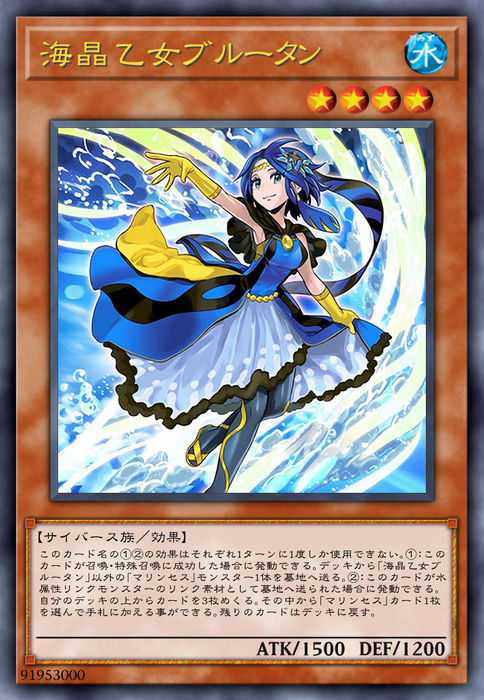 海晶乙女ブルータン
みず
水
【サイバース族／効果】
このカード名の①②の効果はそれぞれ1ターンに1度しか使用できない。①：この
カードが召喚・特殊召喚に成功した場合に発動できる。デッキから「海晶乙女ブ
ルータン」以外の「マリンセス」モンスター1体を墓地へ送る。②：このカードが水
属性リンクモンスターのリンク素材として墓地へ送られた場合に発動できる。
自分のデッキの上からカードを3枚めくる。その中から「マリンセス」カード1枚
を選んで手札に加える事ができる。残りのカードはデッキに戻す。
ATK/1500 DEF/1200
91953000